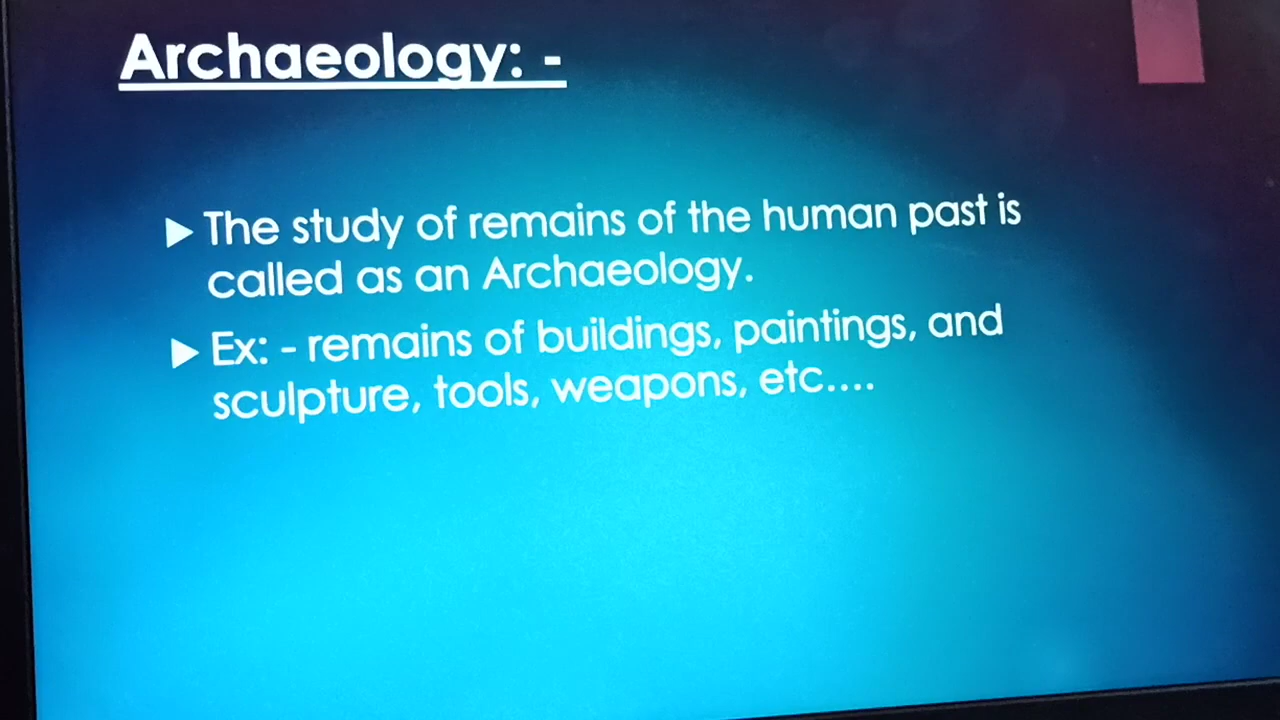 Archaeology: -
The study of remains of the human past is
called as an Archaeology.
Ex: - remains of buildings, paintings, and
sculpture, tools, weapons, etc....